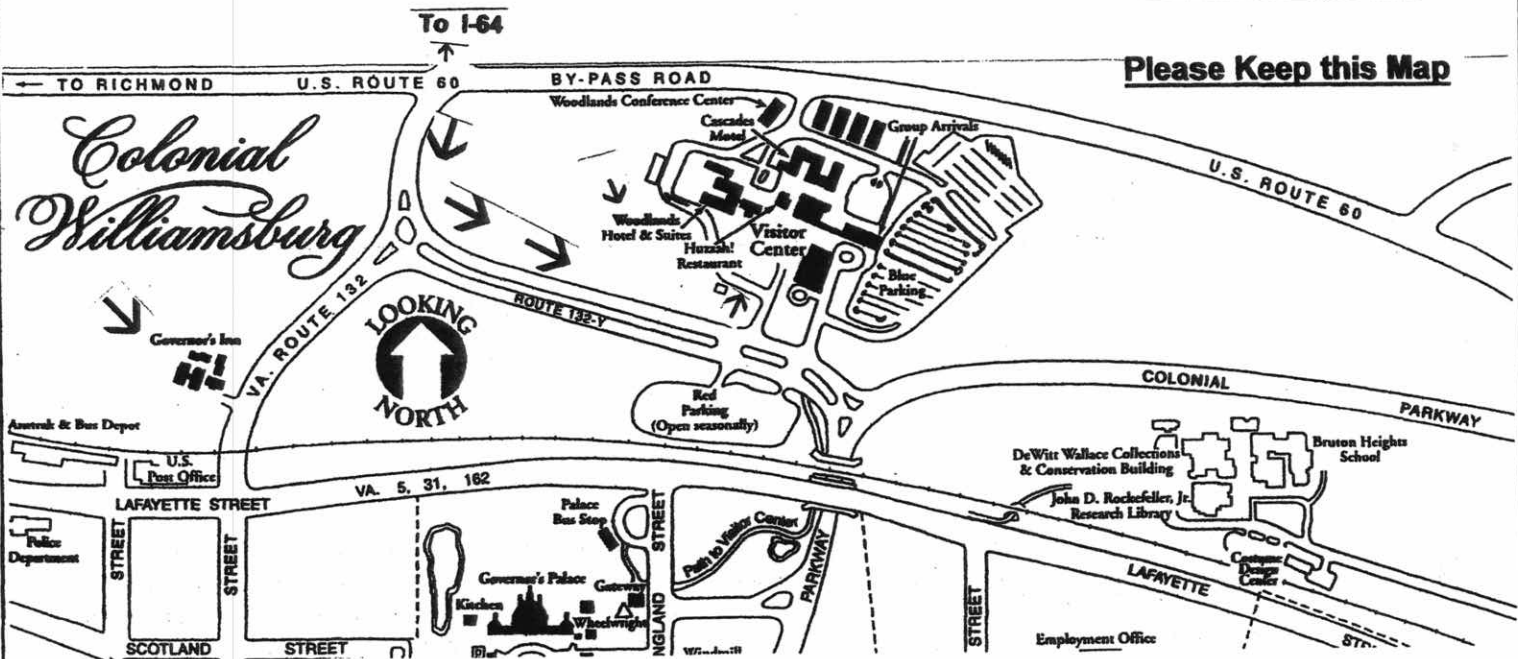 To I-64
Please Keep this Map
← TO RICHMOND
U.S. ROUTE 60
BY-PASS ROAD
Woodlands Conference Center
Cascades
Motel
Group Arrivals
Colonial
Williamsburg
U.S. ROUTE 60
Woodlands
Hotel & Suites
Huzzah!
Restaurant
Visitor
Center
Blue
Parking
VA. ROUTE 132
ROUTE 132-Y
LOOKING
NORTH
Governor's Inn
Red
Parking
(Open seasonally)
COLONIAL
PARKWAY
Amtrak & Bus Depot
U.S.
Post Office
DeWitt Wallace Collections
& Conservation Building
Bruton Heights
School
John D. Rockefeller, Jr.
Research Library
LAFAYETTE STREET
VA. 5, 31, 162
Palace
Bus Stop
STREET
Path to Visitor Center
PARKWAY
Police
Department
STREET
STREET
Governor's Palace
Gateway
Kitchen
Wheelwright
NGLAND
Costume
Design
Center
LAFAYETTE
STREET
Employment Office
SCOTLAND
STREET
Windmill